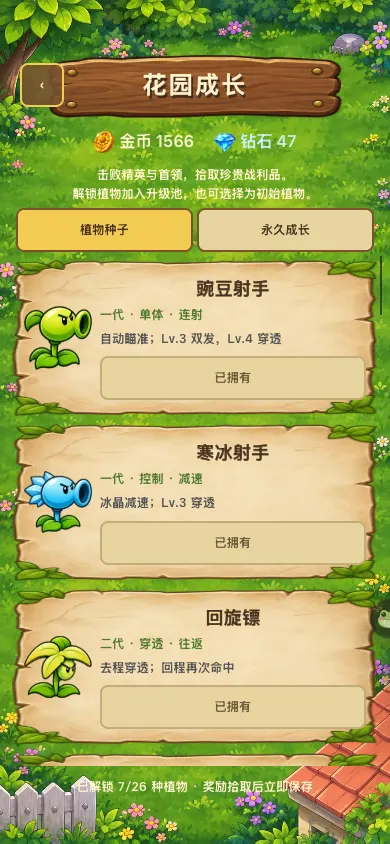 ‹
花园成长
金币 1566 钻石 47
击败精英与首领，拾取珍贵战利品。
解锁植物加入升级池，也可选择为初始植物。
植物种子 永久成长
豌豆射手
一代 · 单体 · 连射
自动瞄准；Lv.3 双发，Lv.4 穿透
已拥有
寒冰射手
一代 · 控制 · 减速
冰晶减速；Lv.3 穿透
已拥有
回旋镖
二代 · 穿透 · 往返
去程穿透；回程再次命中
已拥有
已解锁 7/26 种植物 · 奖励拾取后立即保存